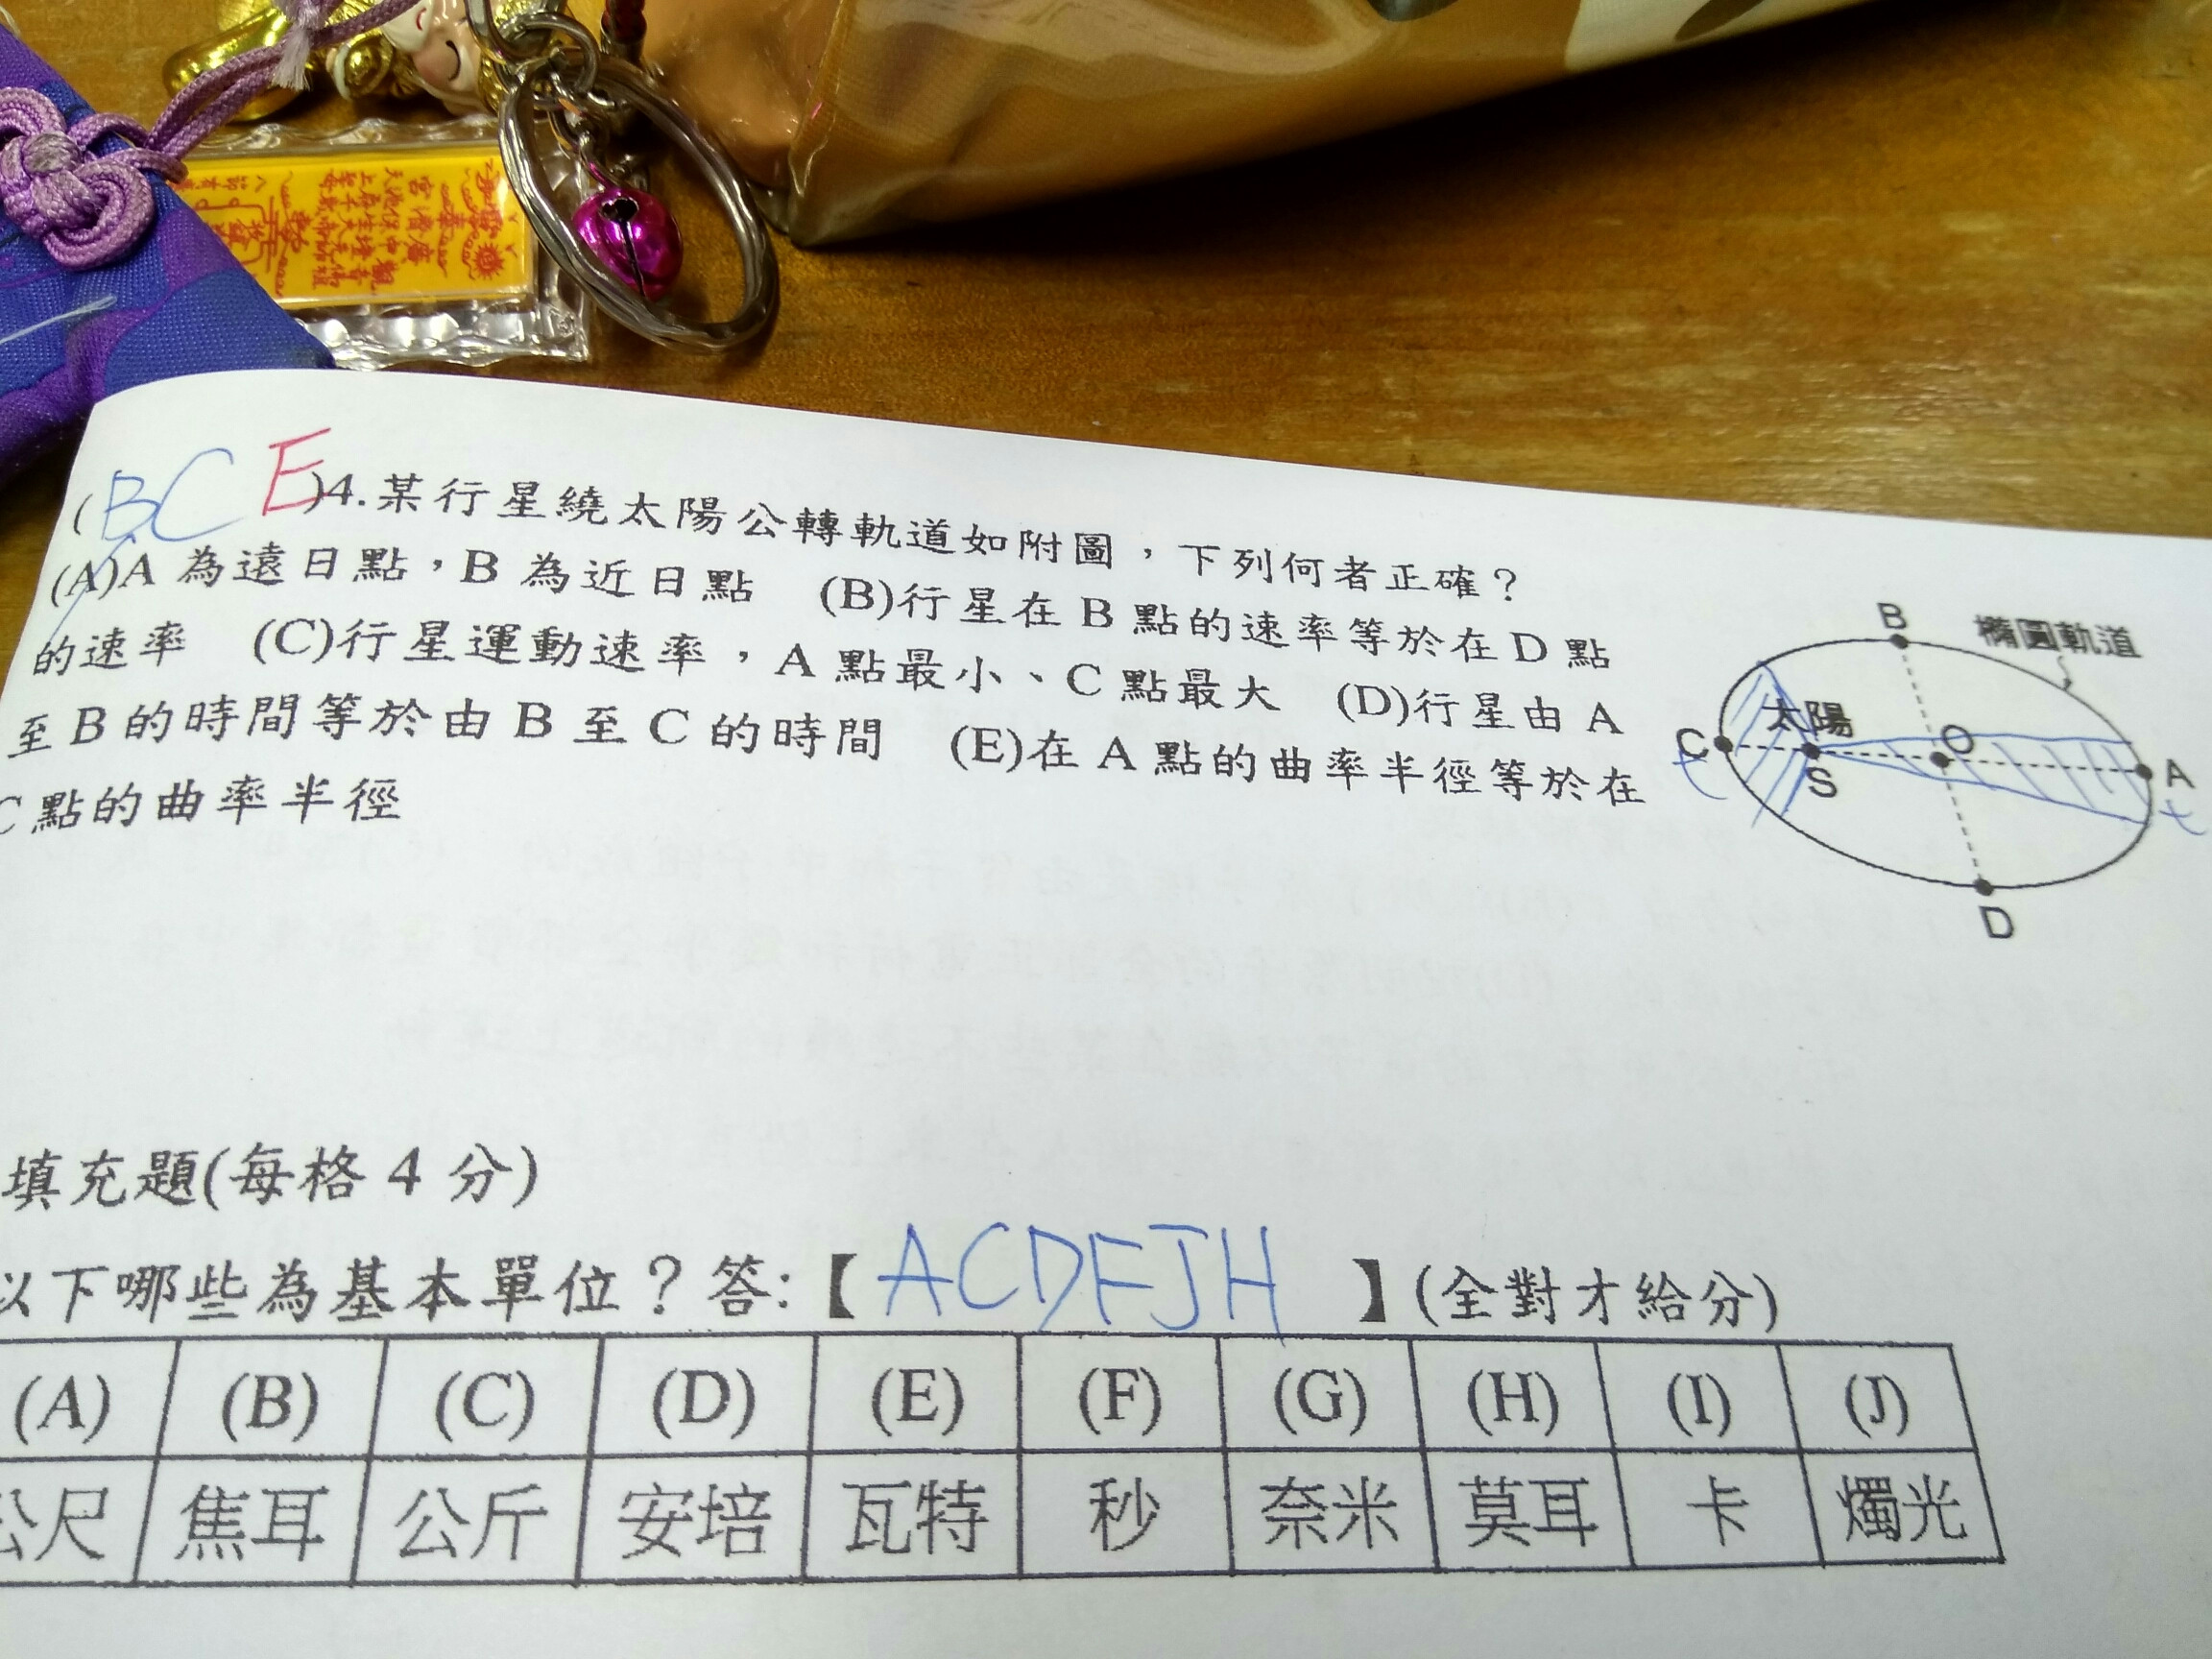 (BC E)4.某行星繞太陽公轉軌道如附圖，下列何者正確？
(A)A 為遠日點，B 為近日點 (B)行星在 B 點的速率等於在 D 點
的速率 (C)行星運動速率，A 點最小、C 點最大 (D)行星由 A
至 B 的時間等於由 B 至 C 的時間 (E)在 A 點的曲率半徑等於在
C 點的曲率半徑
B
橢圓軌道
太陽
C
S
O
A
t
t
D
填充題(每格 4 分)
以下哪些為基本單位？答:【ACDFJH】(全對才給分)
(A) (B) (C) (D) (E) (F) (G) (H) (I) (J)
公尺 焦耳 公斤 安培 瓦特 秒 奈米 莫耳 卡 燭光